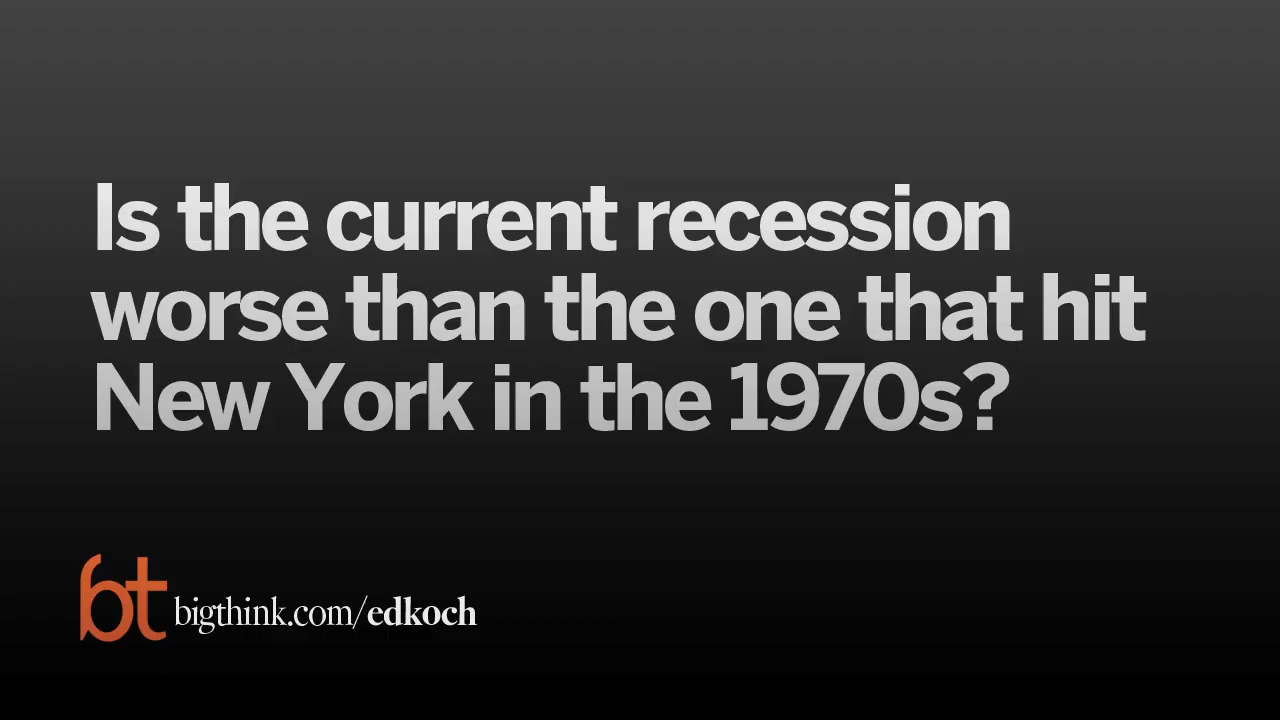 Is the current recession
worse than the one that hit
New York in the 1970s?
bt bigthink.com/edkoch